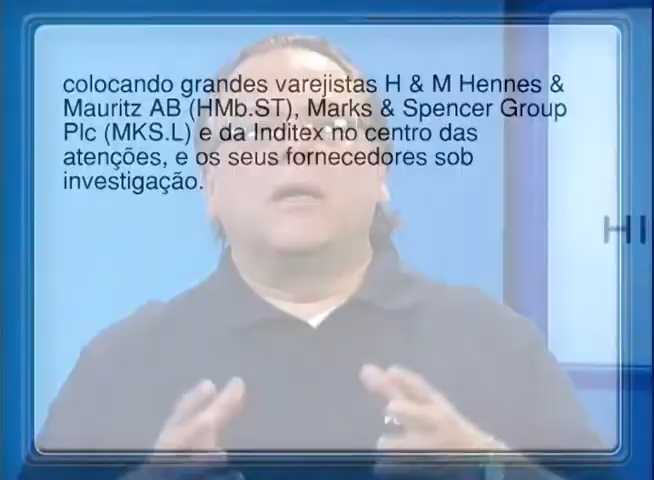 colocando grandes varejistas H & M Hennes &
Mauritz AB (HMb.ST), Marks & Spencer Group
Plc (MKS.L) e da Inditex no centro das
atenções, e os seus fornecedores sob
investigação.
HI